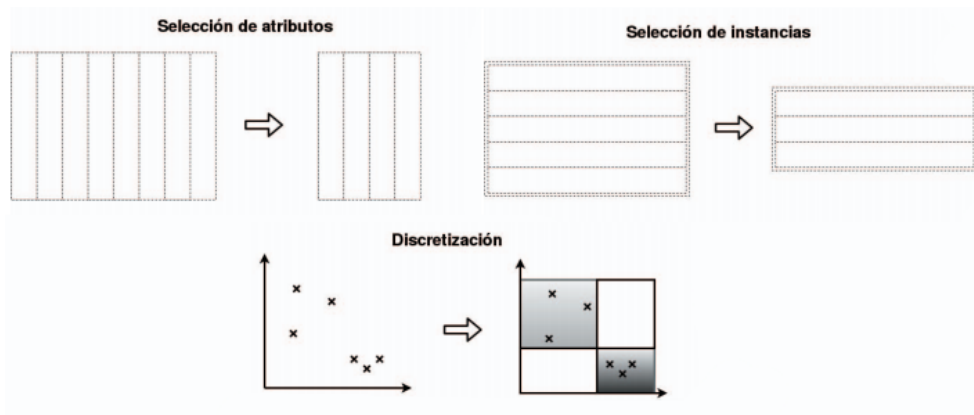 Selección de atributos
Selección de instancias
Discretización